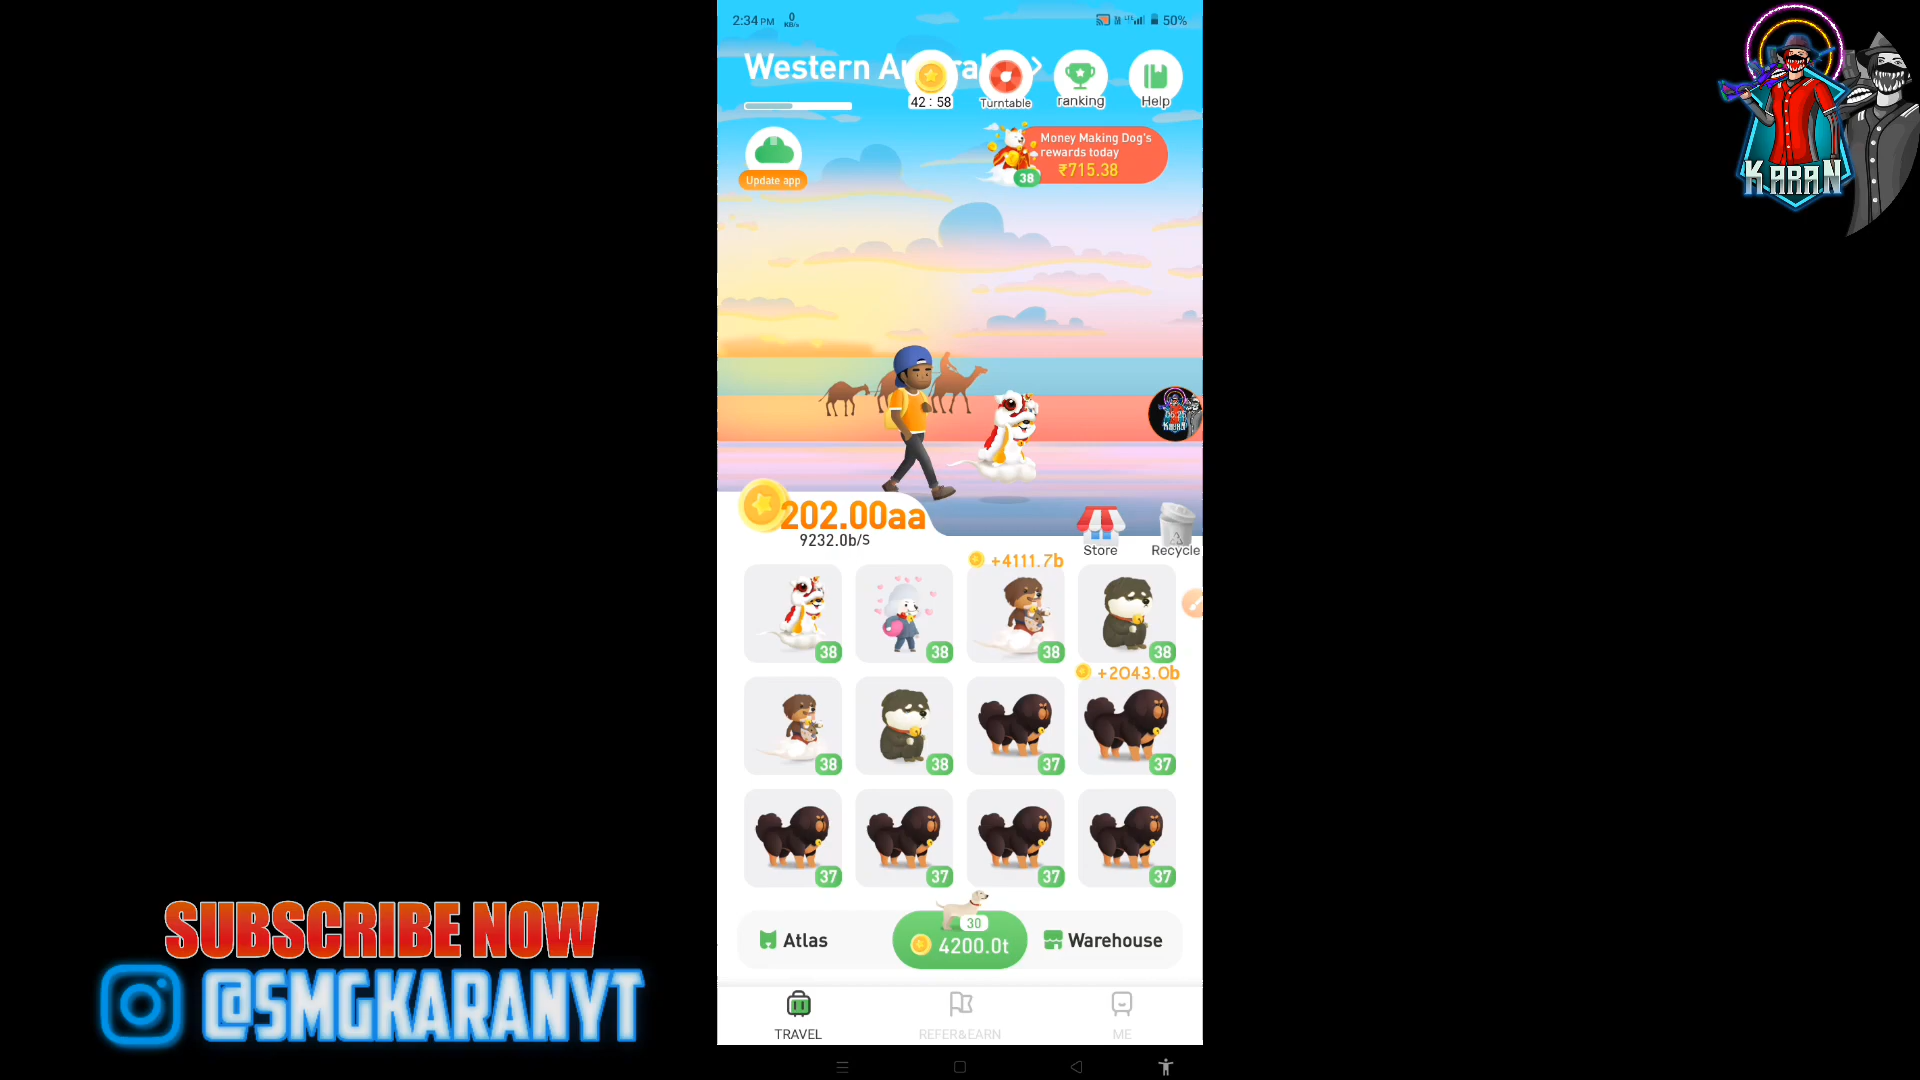 2:34 PM
0
KB/s
50%
Western A
42 : 58
Turntable
ranking
Help
Update app
Money Making Dog's
rewards today
₹715.38
38
KARAN
202.00aa
9232.0b/S
Store
Recycle
+4111.7b
38
38
38
38
+2043.0b
38
38
37
37
37
37
37
37
30
4200.0t
Atlas
Warehouse
TRAVEL
REFER&EARN
ME
SUBSCRIBE NOW
@SMGKARANYT